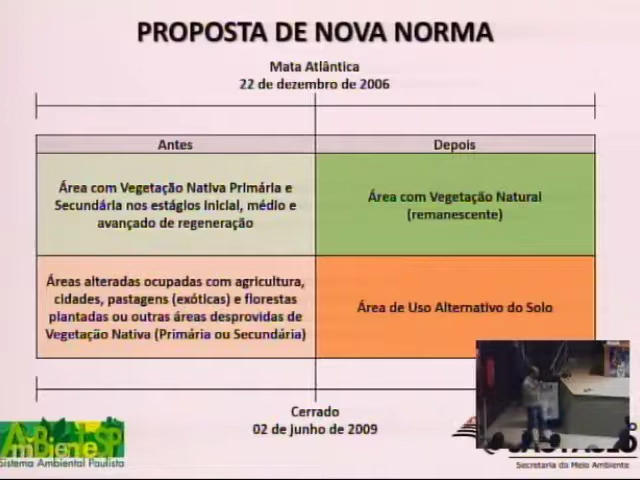 PROPOSTA DE NOVA NORMA
Mata Atlântica
22 de dezembro de 2006
Antes
Depois
Área com Vegetação Nativa Primária e
Secundária nos estágios inicial, médio e
avançado de regeneração
Área com Vegetação Natural
(remanescente)
Áreas alteradas ocupadas com agricultura,
cidades, pastagens (exóticas) e florestas
plantadas ou outras áreas desprovidas de
Vegetação Nativa (Primária ou Secundária)
Área de Uso Alternativo do Solo
Cerrado
02 de junho de 2009
AmBienteSP
Sistema Ambiental Paulista
Secretaria do Meio Ambiente